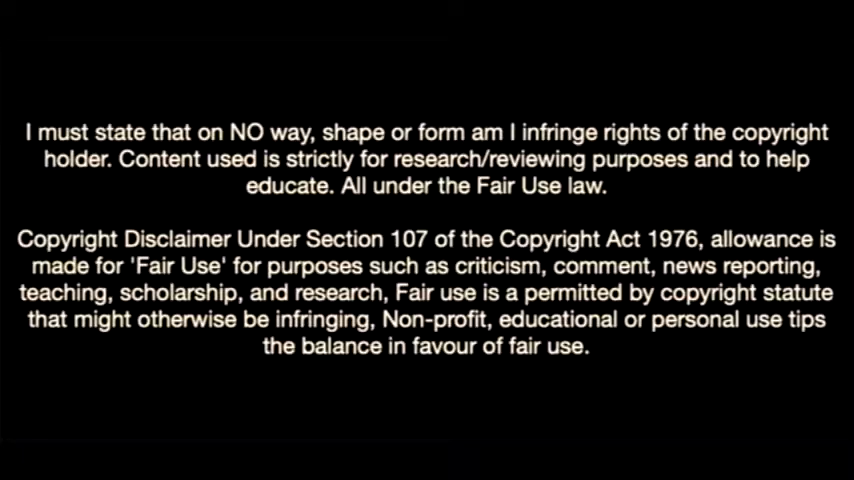 I must state that on NO way, shape or form am I infringe rights of the copyright
holder. Content used is strictly for research/reviewing purposes and to help
educate. All under the Fair Use law.
Copyright Disclaimer Under Section 107 of the Copyright Act 1976, allowance is
made for 'Fair Use' for purposes such as criticism, comment, news reporting,
teaching, scholarship, and research, Fair use is a permitted by copyright statute
that might otherwise be infringing, Non-profit, educational or personal use tips
the balance in favour of fair use.